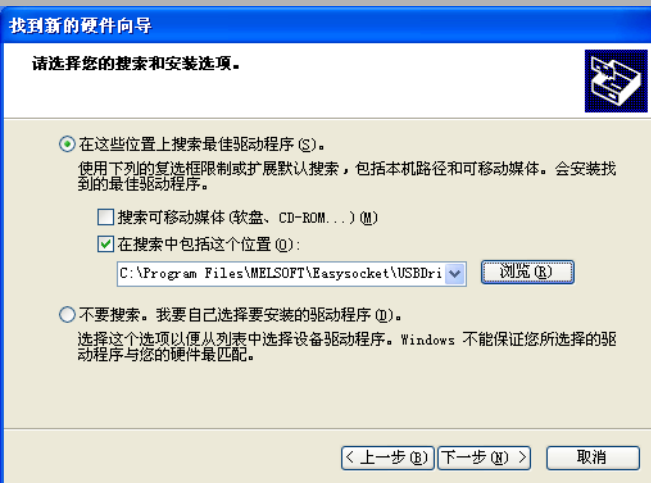 找到新的硬件向导
请选择您的搜索和安装选项。
在这些位置上搜索最佳驱动程序(S)。
使用下列的复选框限制或扩展默认搜索，包括本机路径和可移动媒体。会安装找
到的最佳驱动程序。
搜索可移动媒体(软盘、CD-ROM...)(M)
在搜索中包括这个位置(O):
C:\Program Files\MELSOFT\Easysocket\USBDri
浏览(R)
不要搜索。我要自己选择要安装的驱动程序(D)。
选择这个选项以便从列表中选择设备驱动程序。Windows 不能保证您所选择的驱
动程序与您的硬件最匹配。
< 上一步(B) 下一步(N) > 取消